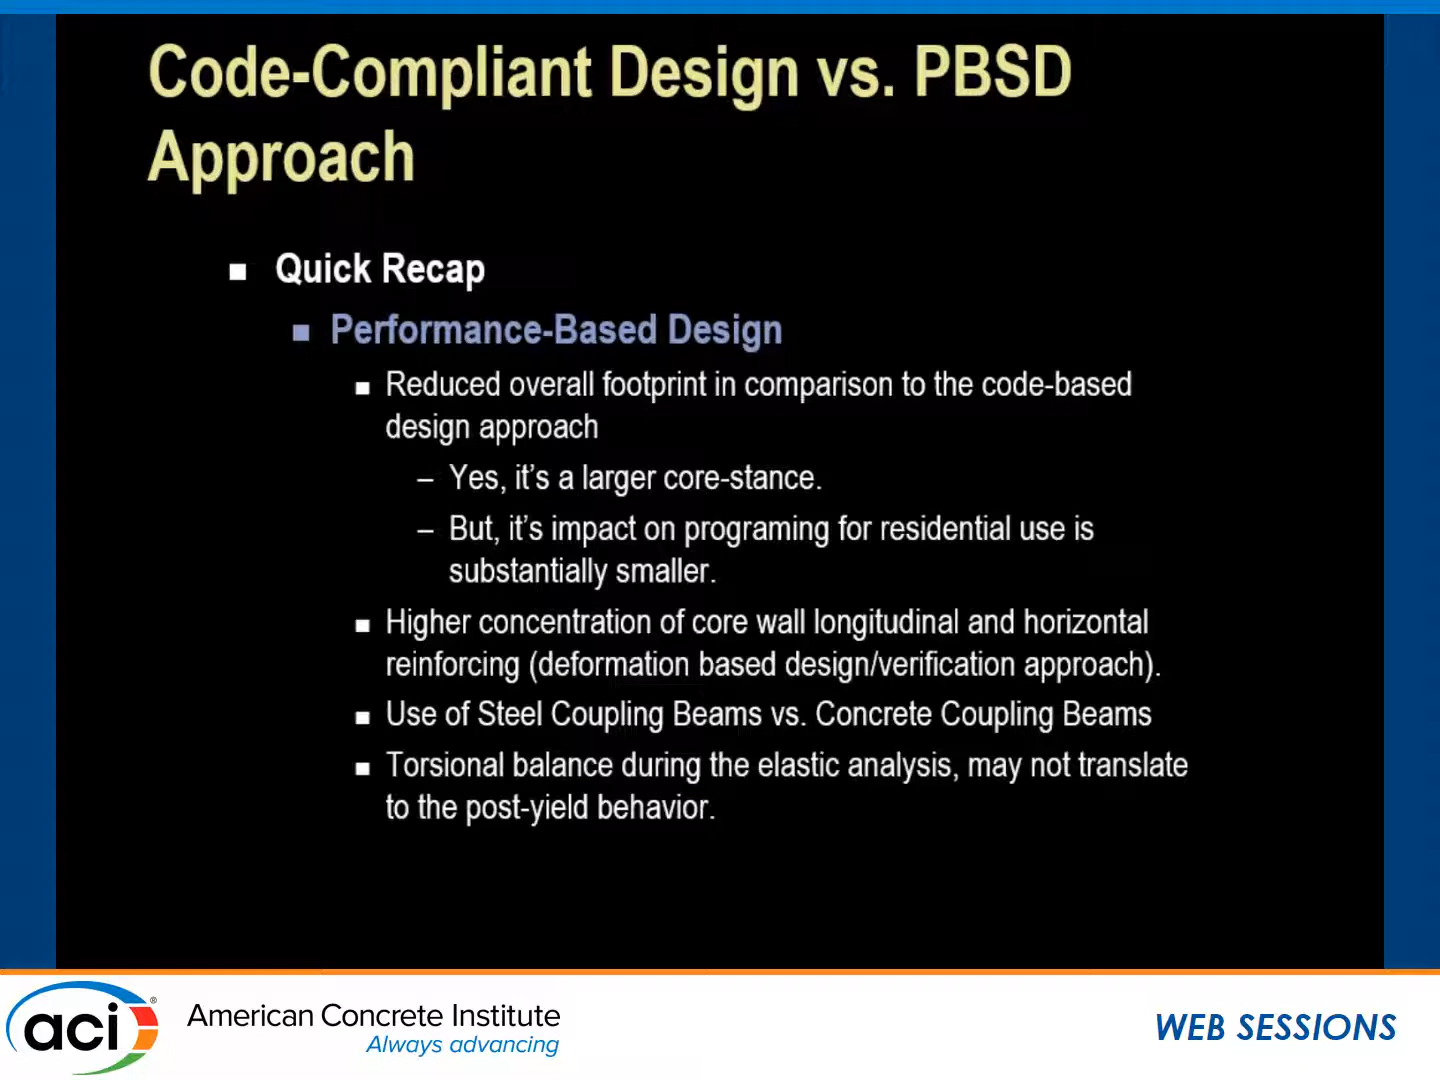 Code-Compliant Design vs. PBSD
Approach
Quick Recap
Performance-Based Design
Reduced overall footprint in comparison to the code-based
design approach
– Yes, it's a larger core-stance.
– But, it's impact on programing for residential use is
substantially smaller.
Higher concentration of core wall longitudinal and horizontal
reinforcing (deformation based design/verification approach).
Use of Steel Coupling Beams vs. Concrete Coupling Beams
Torsional balance during the elastic analysis, may not translate
to the post-yield behavior.
aci®
American Concrete Institute
Always advancing
WEB SESSIONS